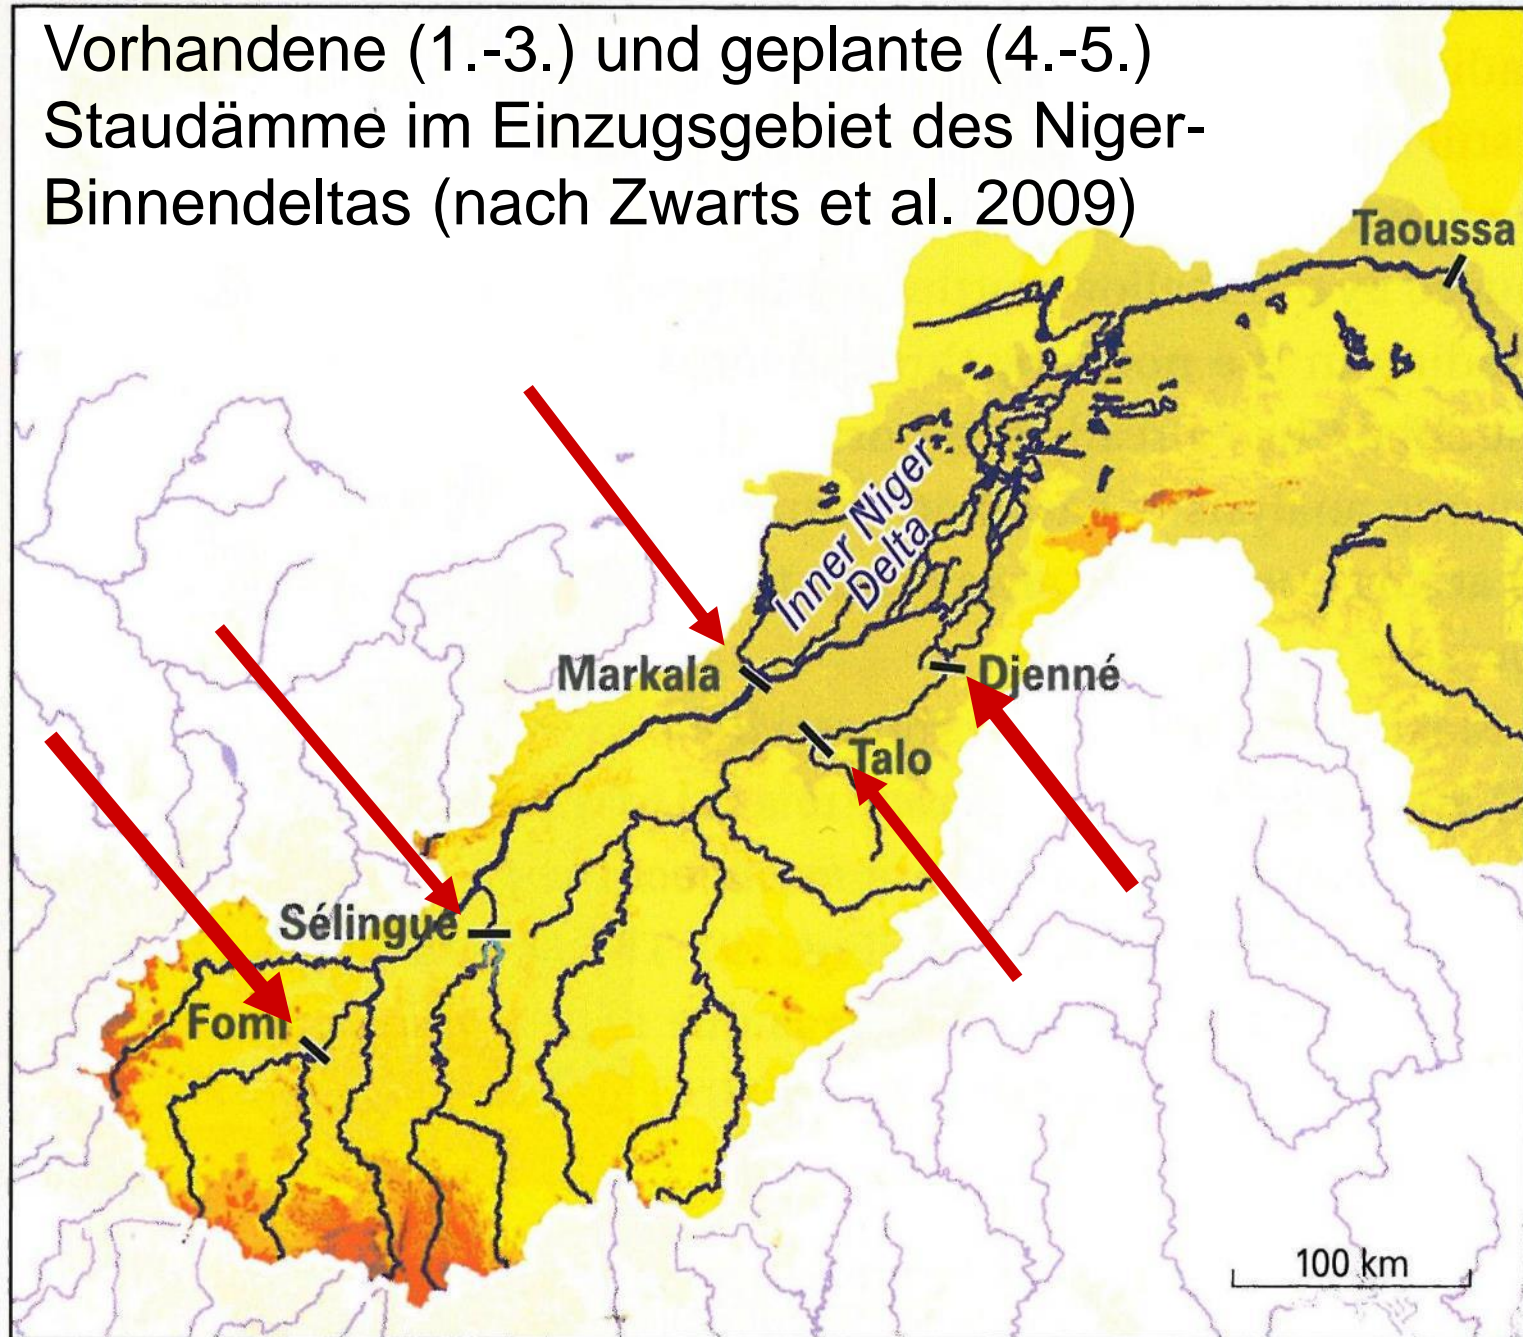 Vorhandene (1.-3.) und geplante (4.-5.)
Staudämme im Einzugsgebiet des Niger-
Binnendeltas (nach Zwarts et al. 2009)
Taoussa
Inner Niger
Delta
Markala
Djenné
Talo
Sélingué
Fomi
100 km